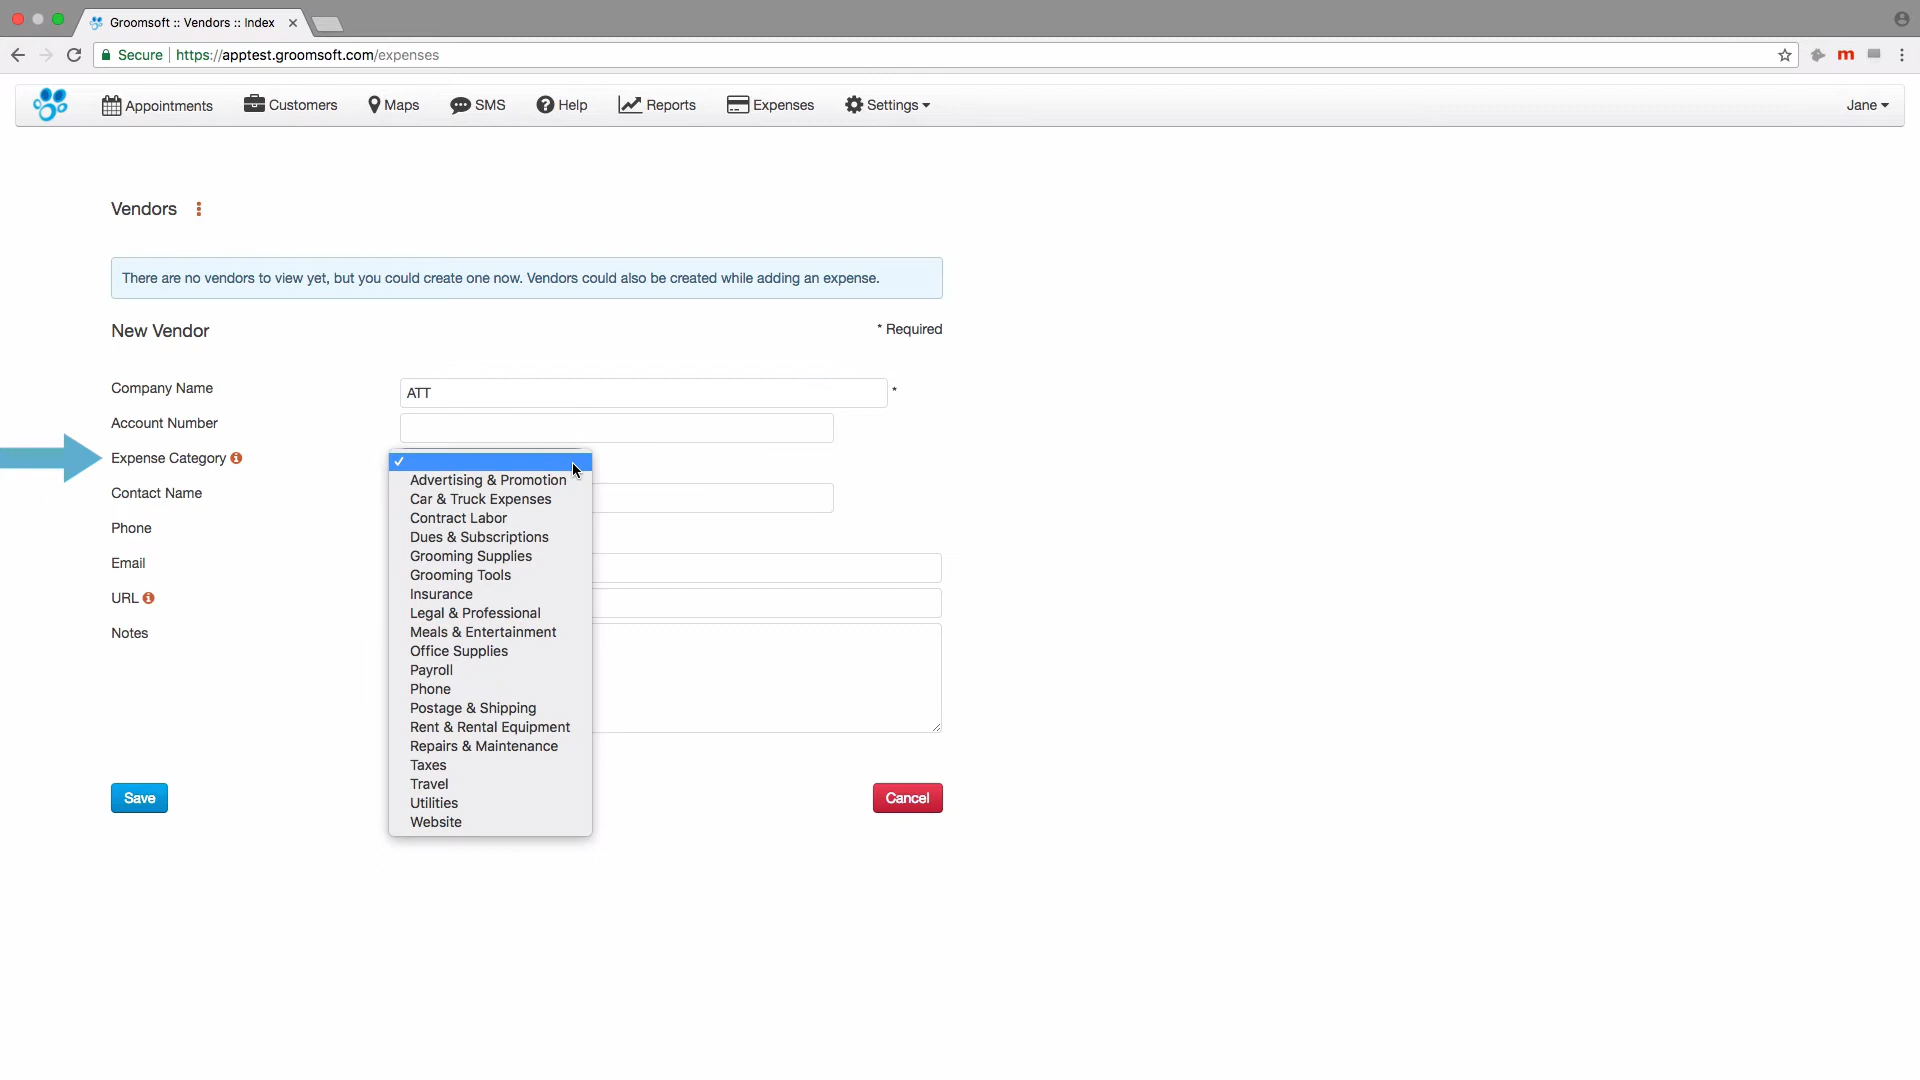 Groomsoft :: Vendors :: Index
Secure https://apptest.groomsoft.com/expenses
m
Appointments Customers Maps SMS Help Reports Expenses Settings Jane
Vendors
There are no vendors to view yet, but you could create one now. Vendors could also be created while adding an expense.
New Vendor * Required
Company Name ATT *
Account Number
Expense Category
Contact Name
Phone
Email
URL
Notes
Advertising & Promotion
Car & Truck Expenses
Contract Labor
Dues & Subscriptions
Grooming Supplies
Grooming Tools
Insurance
Legal & Professional
Meals & Entertainment
Office Supplies
Payroll
Phone
Postage & Shipping
Rent & Rental Equipment
Repairs & Maintenance
Taxes
Travel
Utilities
Website
Save Cancel